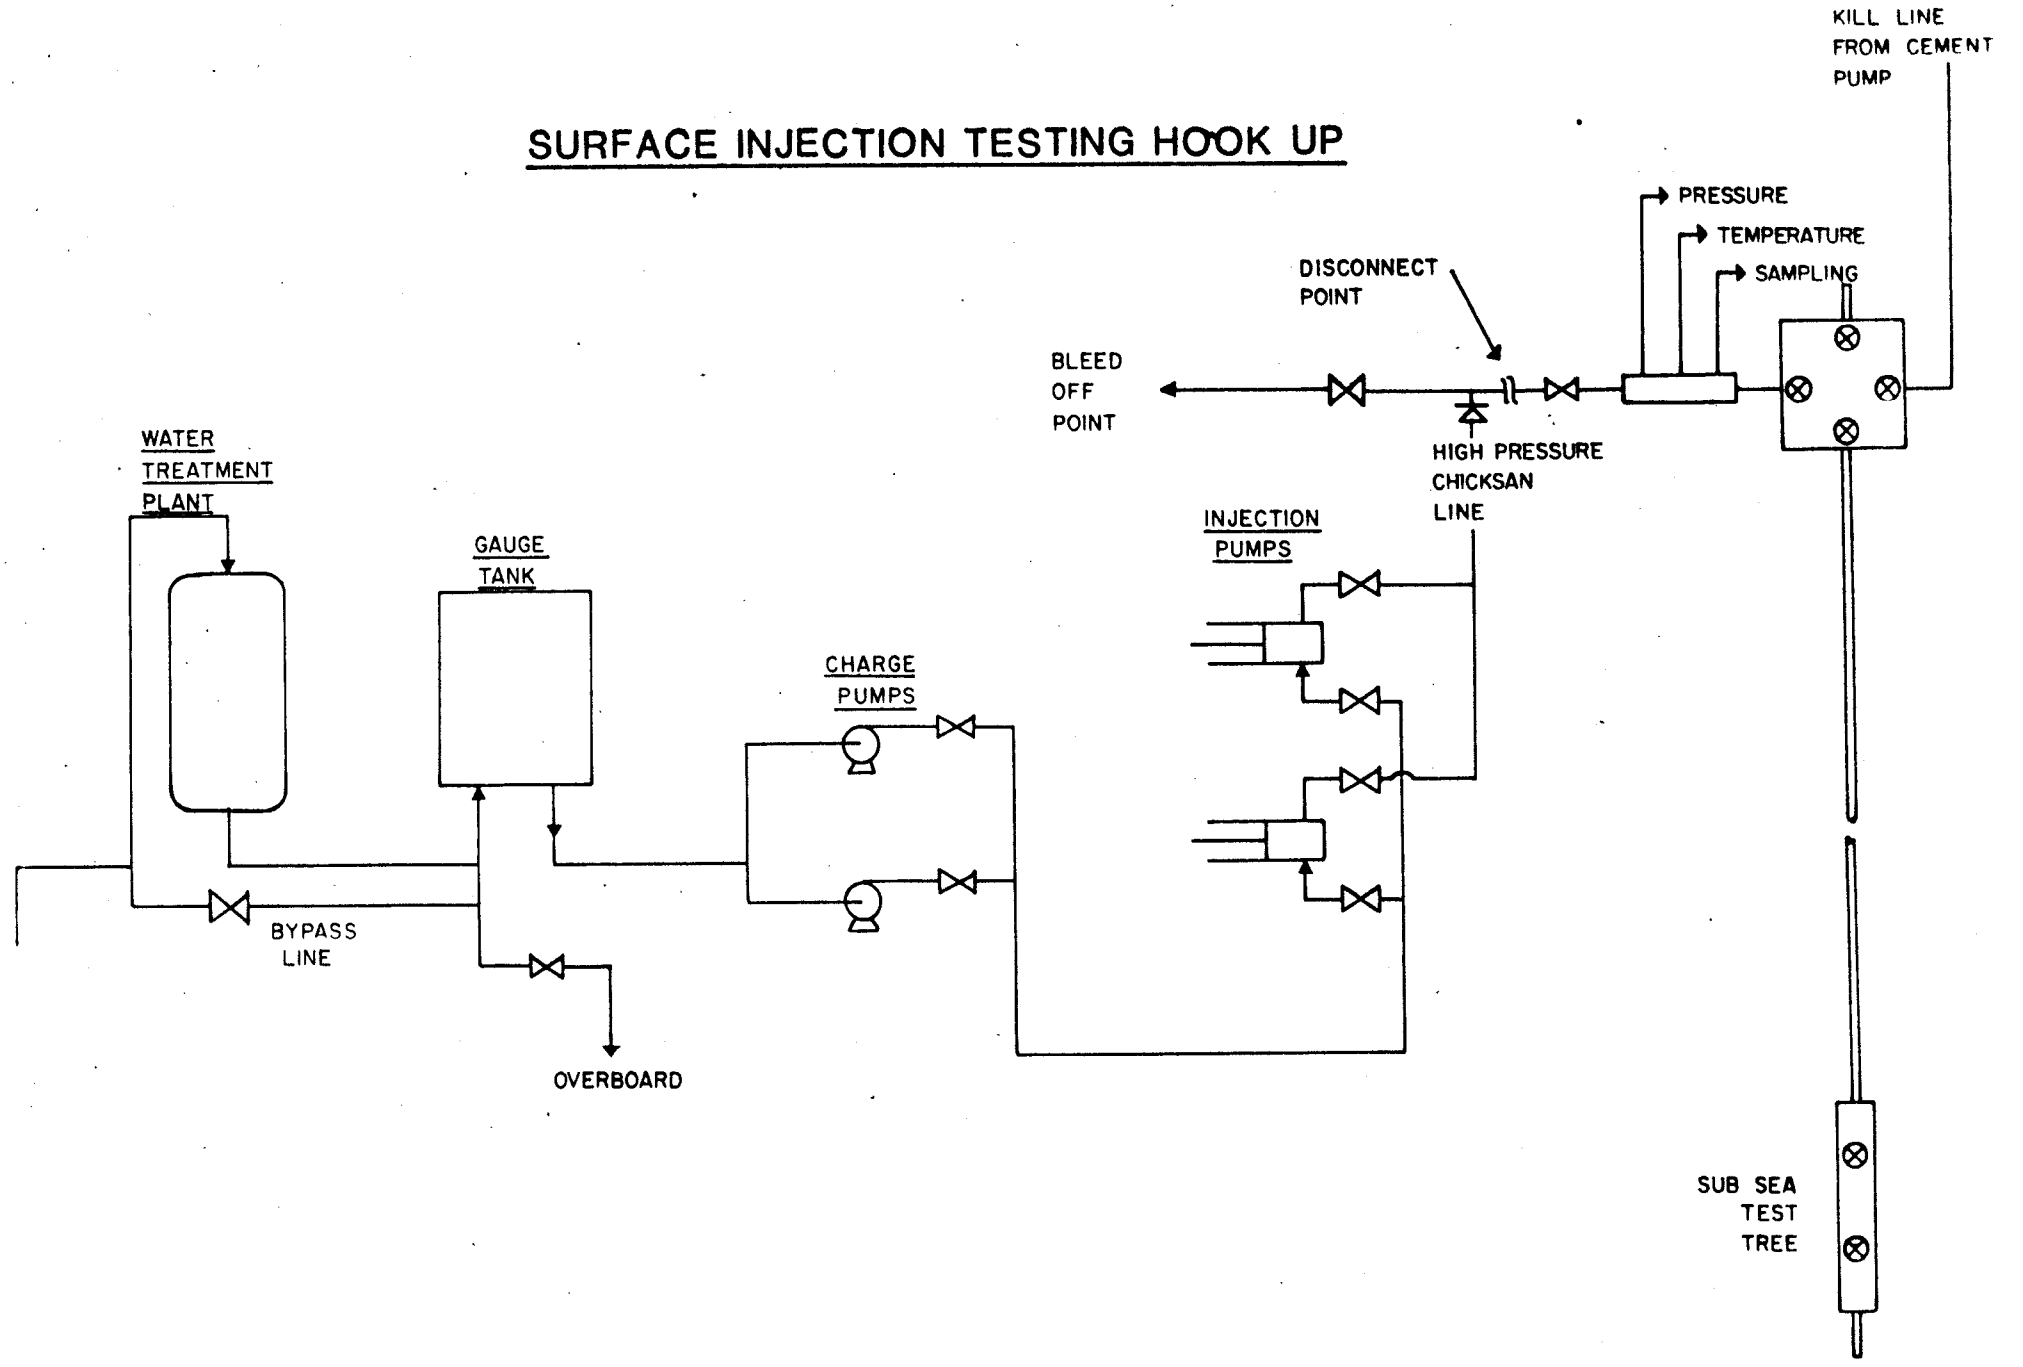 KILL LINE
FROM CEMENT
PUMP
SURFACE INJECTION TESTING HOOK UP
PRESSURE
TEMPERATURE
SAMPLING
DISCONNECT
POINT
BLEED
OFF
POINT
HIGH PRESSURE
CHICKSAN
LINE
WATER
TREATMENT
PLANT
GAUGE
TANK
INJECTION
PUMPS
CHARGE
PUMPS
BYPASS
LINE
OVERBOARD
SUB SEA
TEST
TREE